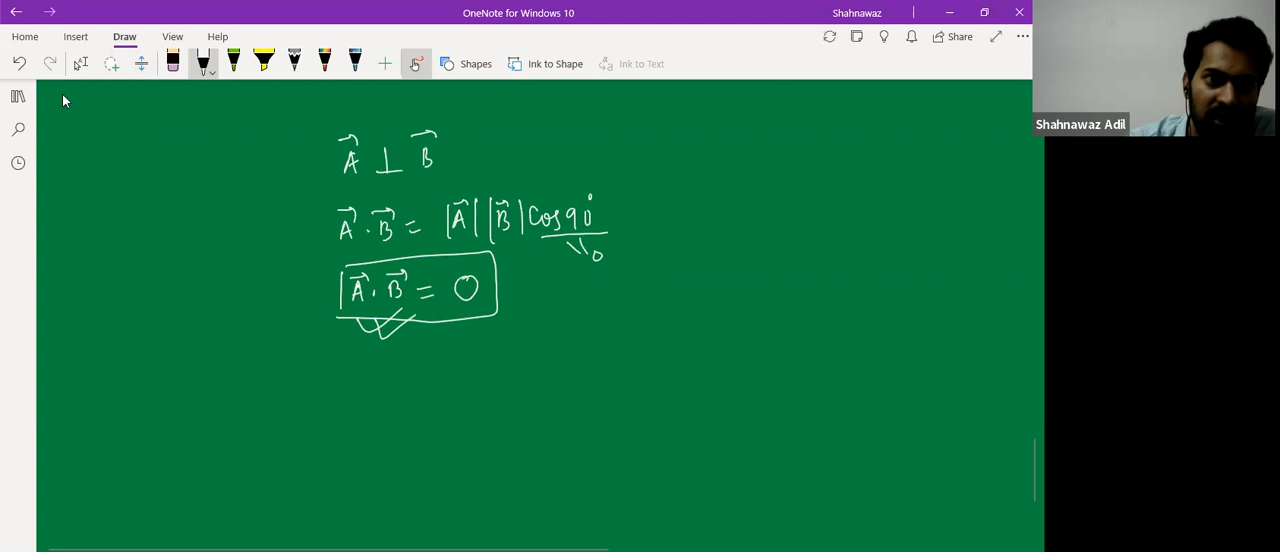 OneNote for Windows 10
Shahnawaz
Home Insert Draw View Help
Share
Shapes Ink to Shape Ink to Text
Shahnawaz Adil
A⃗ ⊥ B⃗
A⃗ . B⃗ = |A⃗| |B⃗| Cos 90°
0
A⃗ . B⃗ = 0